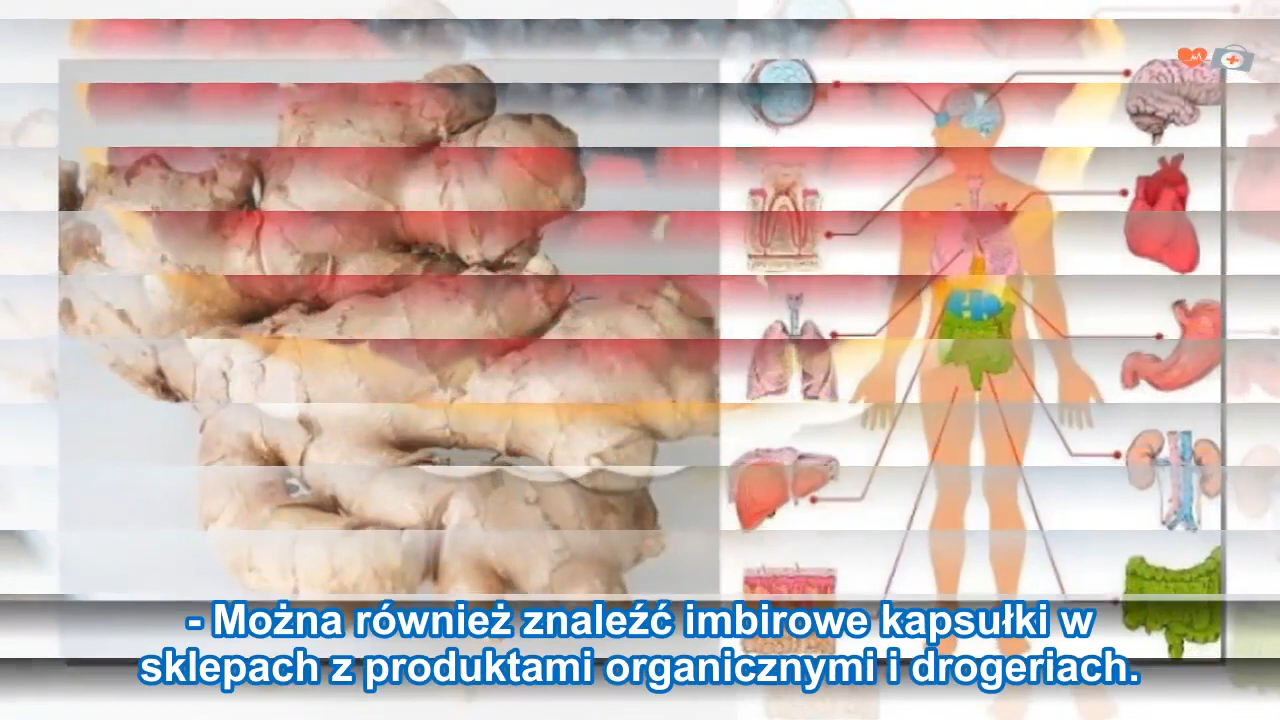 - Można również znaleźć imbirowe kapsułki w
sklepach z produktami organicznymi i drogeriach.